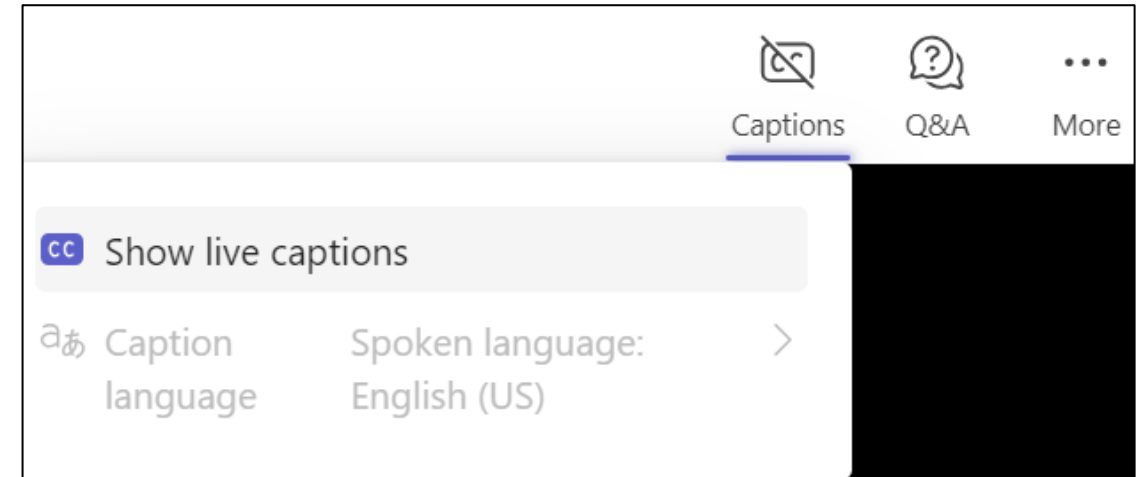 Captions Q&A More
CC Show live captions
aあ Caption Spoken language:
language English (US)